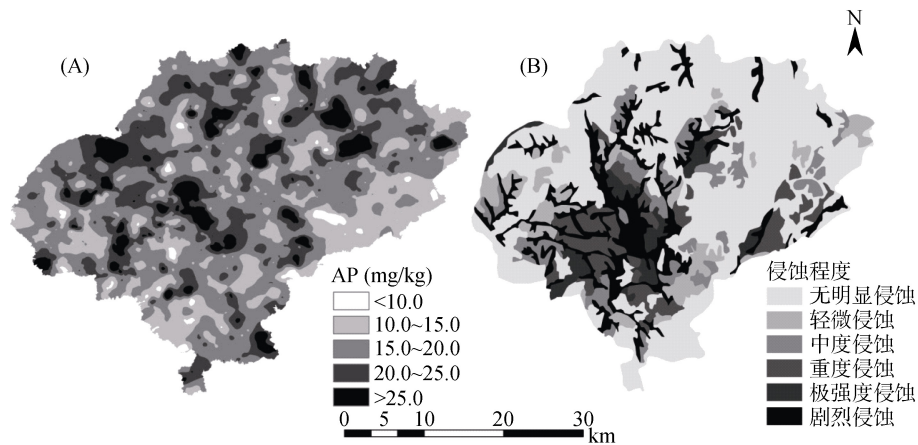 (A)
(B)
N
AP (mg/kg)
<10.0
10.0~15.0
15.0~20.0
20.0~25.0
>25.0
侵蚀程度
无明显侵蚀
轻微侵蚀
中度侵蚀
重度侵蚀
极强度侵蚀
剧烈侵蚀
0 5 10 20 30
km